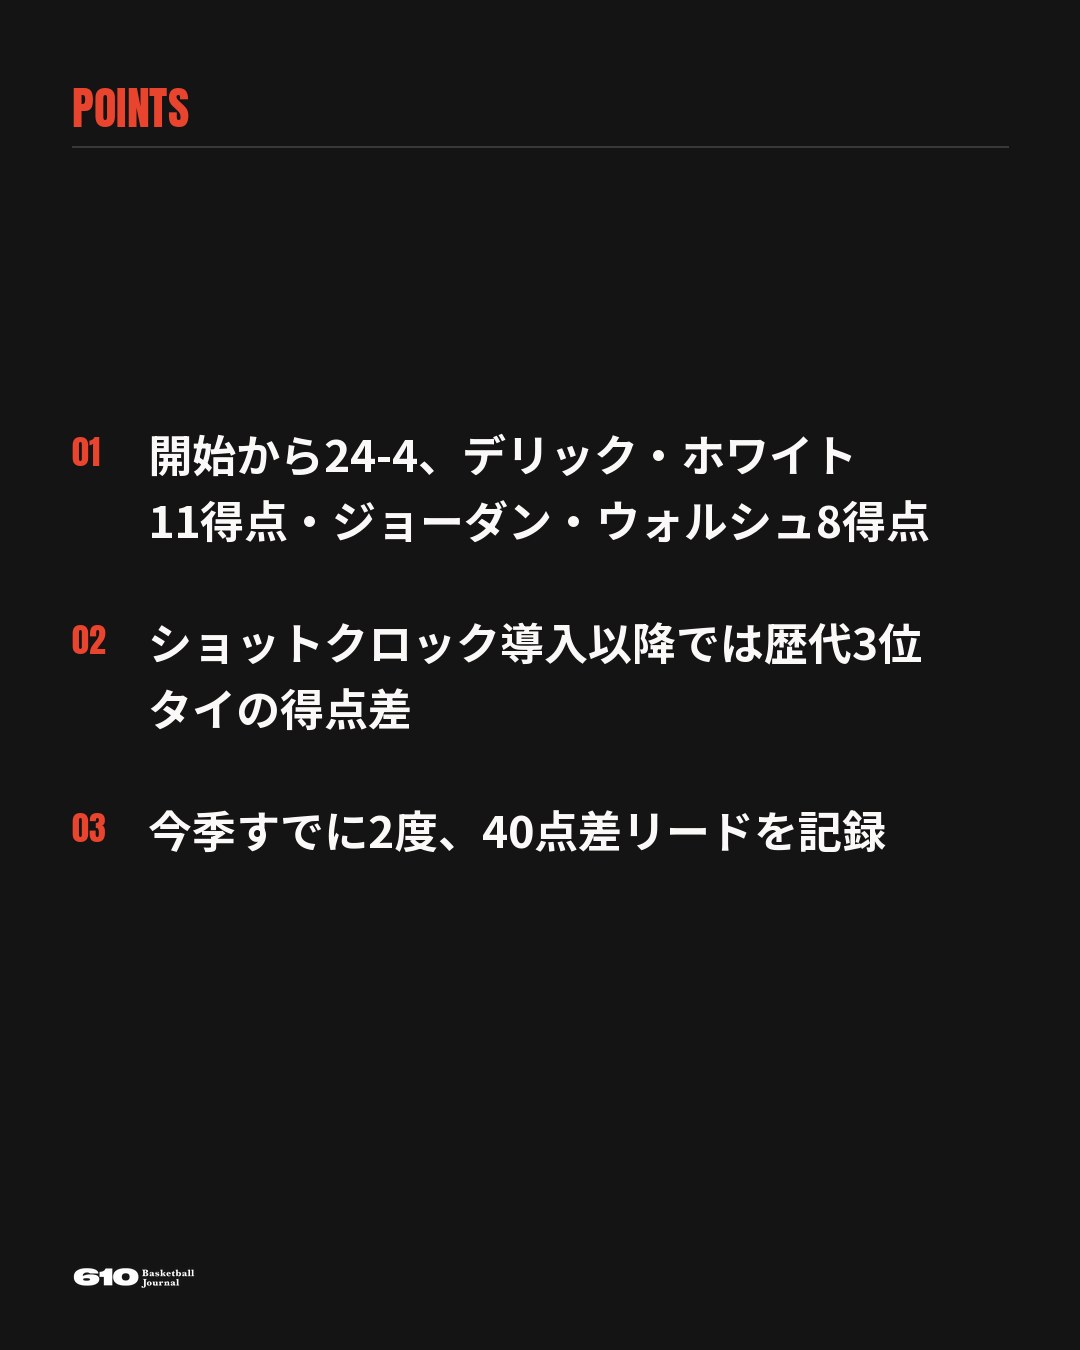 POINTS
01 開始から24-4、デリック・ホワイト
11得点・ジョーダン・ウォルシュ8得点
02 ショットクロック導入以降では歴代3位
タイの得点差
03 今季すでに2度、40点差リードを記録
610 Basketball
Journal